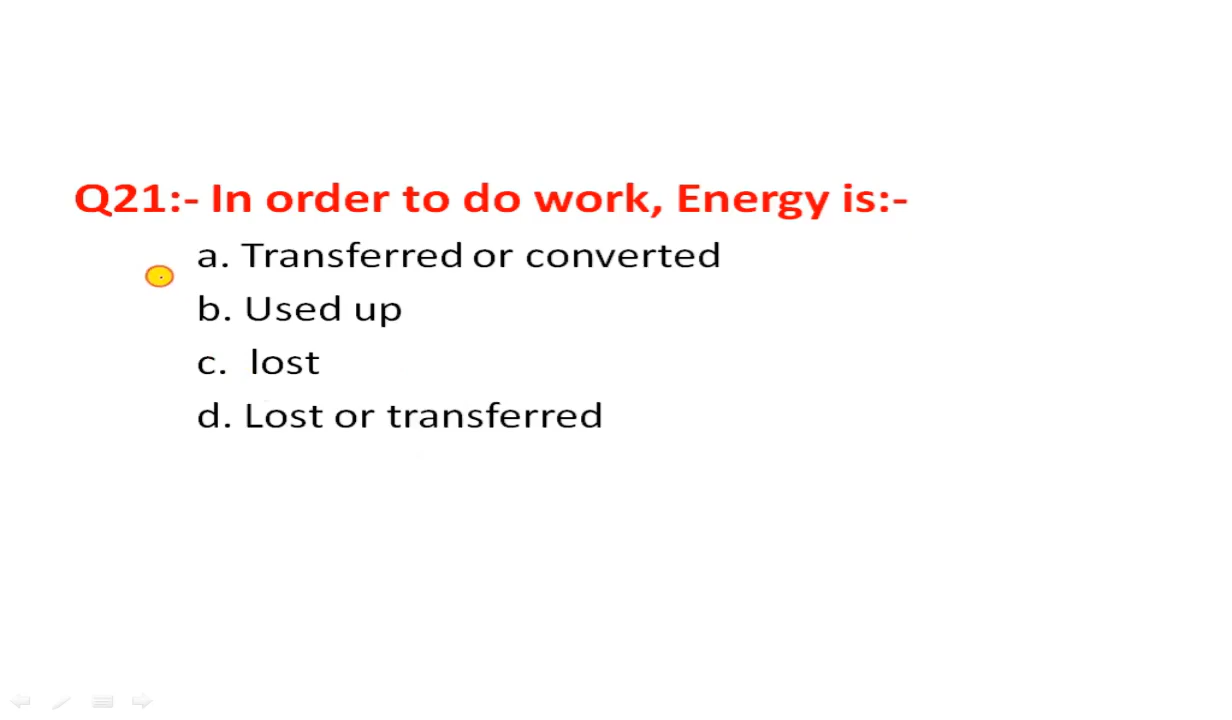 Q21:- In order to do work, Energy is:-
a. Transferred or converted
b. Used up
c. lost
d. Lost or transferred